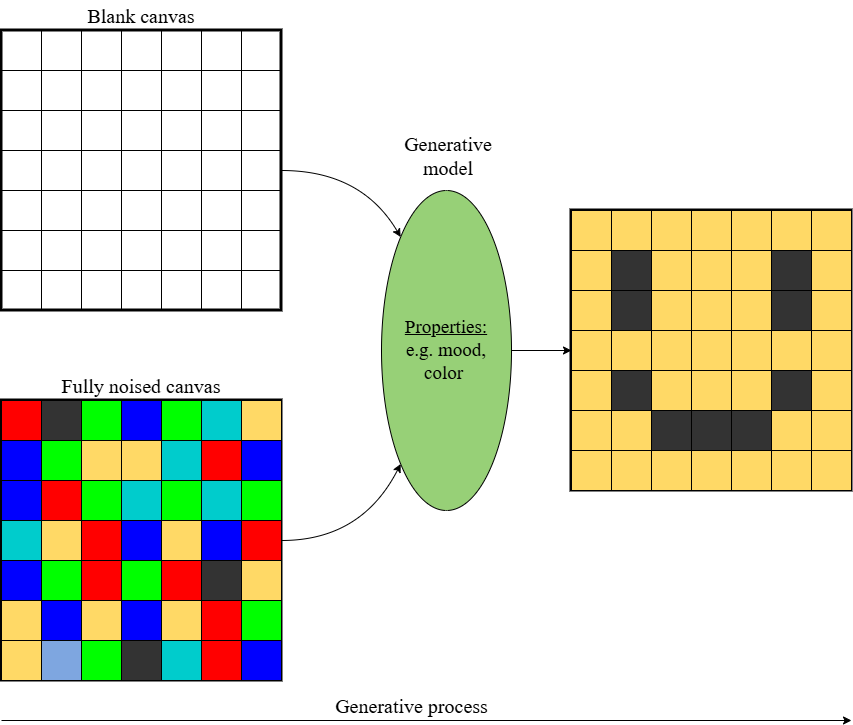 Blank canvas
Generative
model
Properties:
e.g. mood,
color
Fully noised canvas
Generative process